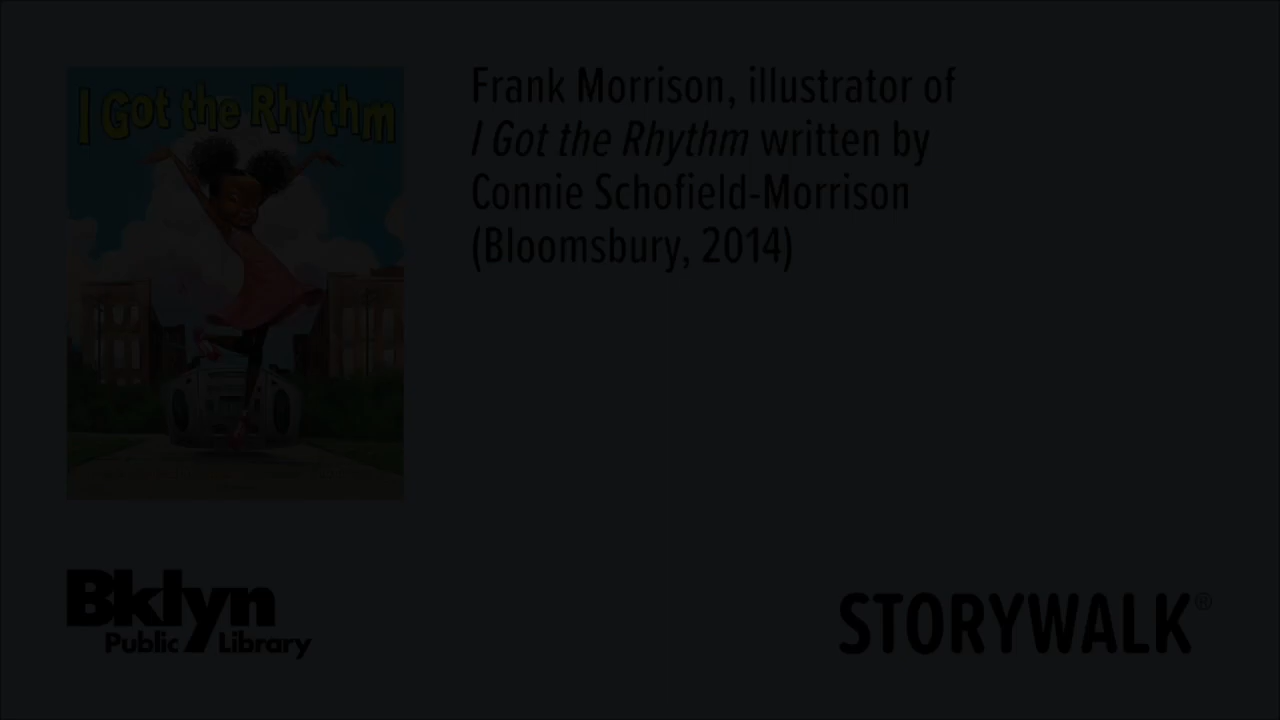 I Got the Rhythm
Frank Morrison, illustrator of
I Got the Rhythm written by
Connie Schofield-Morrison
(Bloomsbury, 2014)
Bklyn
Public Library
STORYWALK®